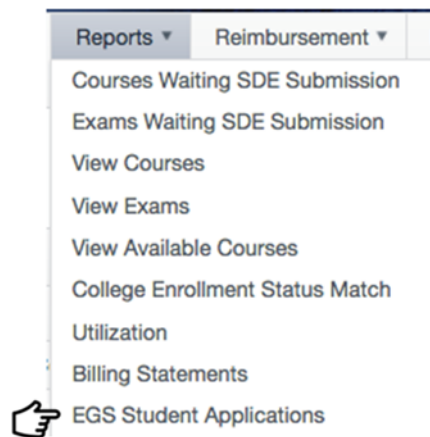 Reports ▼ Reimbursement ▼
Courses Waiting SDE Submission
Exams Waiting SDE Submission
View Courses
View Exams
View Available Courses
College Enrollment Status Match
Utilization
Billing Statements
EGS Student Applications